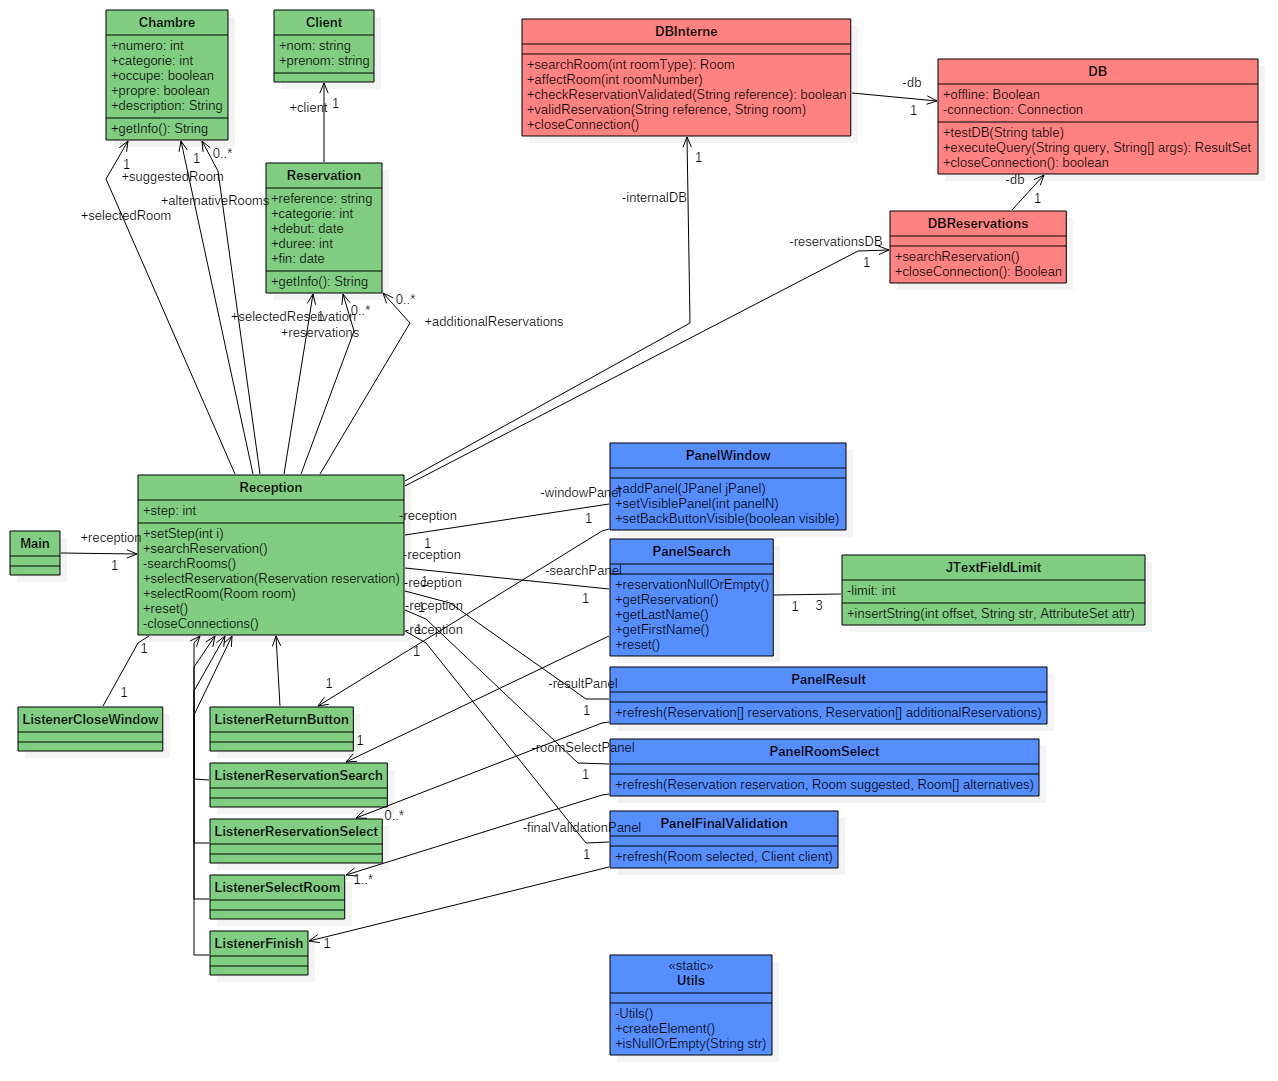 Chambre
+numero: int
+categorie: int
+occupe: boolean
+propre: boolean
+description: String
+getInfo(): String
Client
+nom: string
+prenom: string
+client
1
DBInterne
+searchRoom(int roomType): Room
+affectRoom(int roomNumber)
+checkReservationValidated(String reference): boolean
+validReservation(String reference, String room)
+closeConnection()
-db
1
DB
+offline: Boolean
-connection: Connection
+testDB(String table)
+executeQuery(String query, String[] args): ResultSet
+closeConnection(): boolean
-db
1
DBReservations
+searchReservation()
+closeConnection(): Boolean
1
-internalDB
-reservationsDB
1
1
1
0..*
+suggestedRoom
+alternativeRooms
+selectedRoom
Reservation
+reference: string
+categorie: int
+debut: date
+duree: int
+fin: date
+getInfo(): String
0..*
0..*
+selectedReservation
1
+reservations
+additionalReservations
Reception
+step: int
+setStep(int i)
+searchReservation()
-searchRooms()
+selectReservation(Reservation reservation)
+selectRoom(Room room)
+reset()
-closeConnections()
Main
+reception
1
-windowPanel
1
-reception
1
-reception
1
-searchPanel
1
-reception
1
-reception
1
-reception
1
PanelWindow
+addPanel(JPanel jPanel)
+setVisiblePanel(int panelN)
+setBackButtonVisible(boolean visible)
PanelSearch
+reservationNullOrEmpty()
+getReservation()
+getLastName()
+getFirstName()
+reset()
1
3
JTextFieldLimit
-limit: int
+insertString(int offset, String str, AttributeSet attr)
1
1
ListenerCloseWindow
1
ListenerReturnButton
1
ListenerReservationSearch
0..*
ListenerReservationSelect
1..*
ListenerSelectRoom
ListenerFinish
1
-resultPanel
1
PanelResult
+refresh(Reservation[] reservations, Reservation[] additionalReservations)
-roomSelectPanel
1
PanelRoomSelect
+refresh(Reservation reservation, Room suggested, Room[] alternatives)
-finalValidationPanel
1
PanelFinalValidation
+refresh(Room selected, Client client)
«static»
Utils
-Utils()
+createElement()
+isNullOrEmpty(String str)